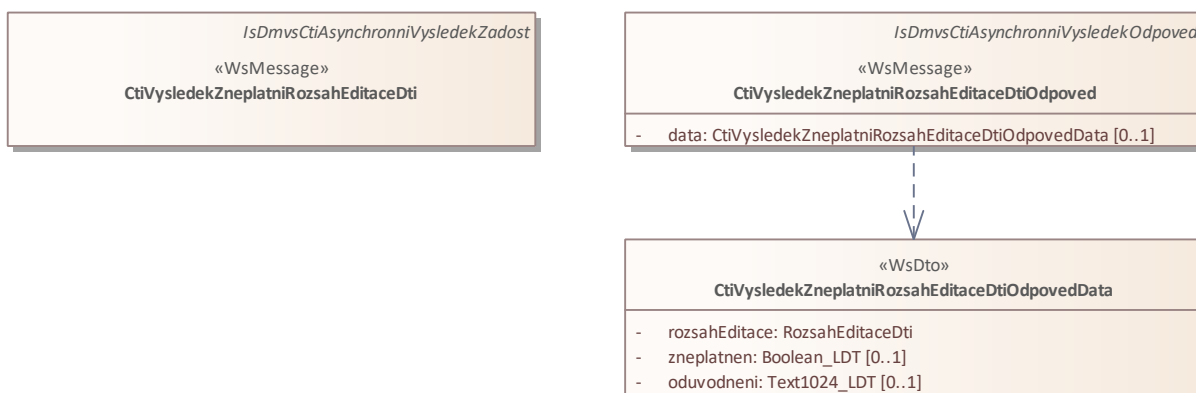 IsDmvsCtiAsynchronniVysledekZadost
«WsMessage»
CtiVysledekZneplatniRozsahEditaceDti
IsDmvsCtiAsynchronniVysledekOdpoved
«WsMessage»
CtiVysledekZneplatniRozsahEditaceDtiOdpoved
- data: CtiVysledekZneplatniRozsahEditaceDtiOdpovedData [0..1]
«WsDto»
CtiVysledekZneplatniRozsahEditaceDtiOdpovedData
- rozsahEditace: RozsahEditaceDti
- zneplatnen: Boolean_LDT [0..1]
- oduvodneni: Text1024_LDT [0..1]